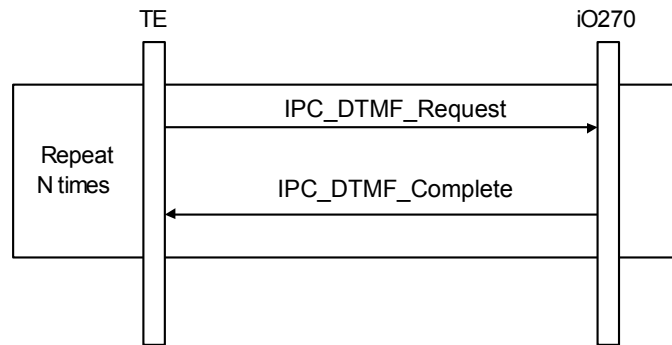 TE
iO270
IPC_DTMF_Request
Repeat
N times
IPC_DTMF_Complete